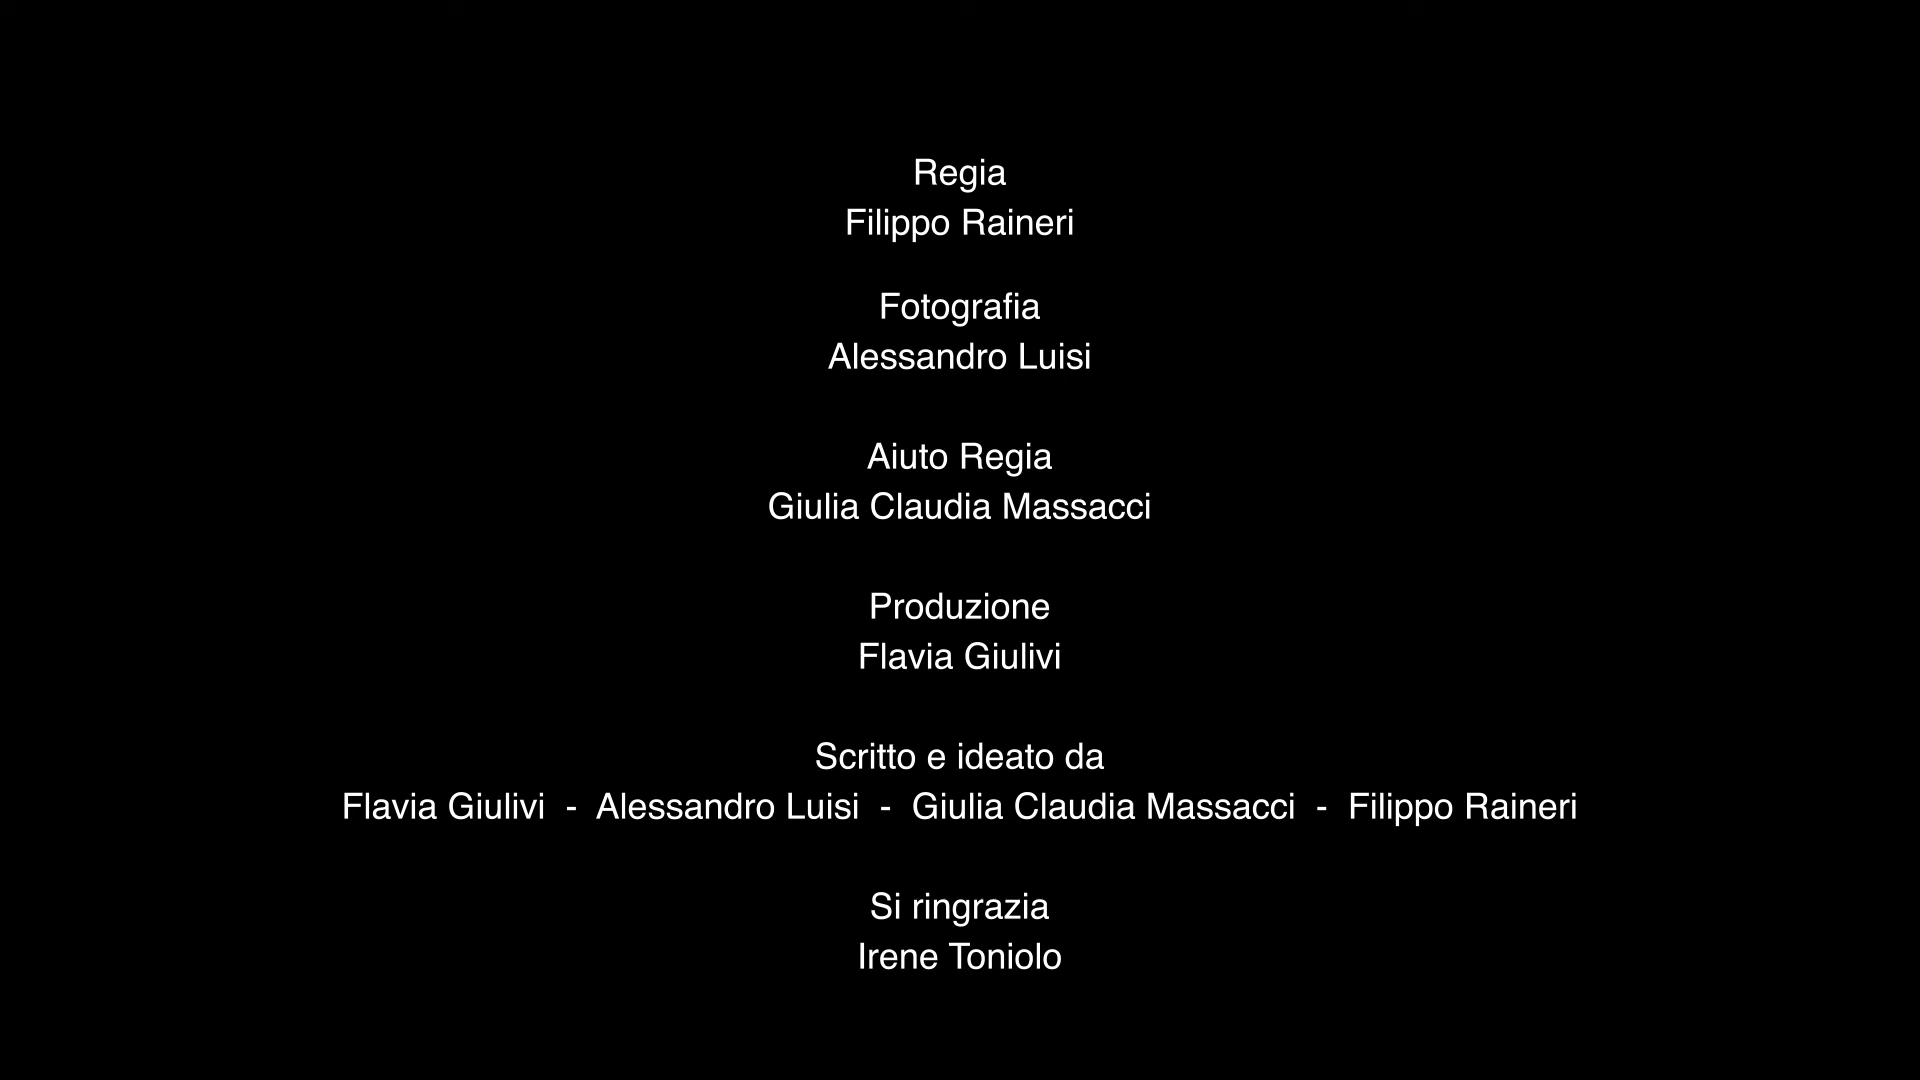 Regia
Filippo Raineri
Fotografia
Alessandro Luisi
Aiuto Regia
Giulia Claudia Massacci
Produzione
Flavia Giulivi
Scritto e ideato da
Flavia Giulivi - Alessandro Luisi - Giulia Claudia Massacci - Filippo Raineri
Si ringrazia
Irene Toniolo